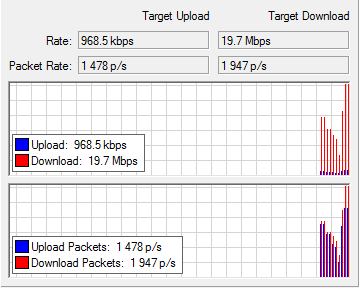 Target Upload Target Download
Rate: 968.5 kbps 19.7 Mbps
Packet Rate: 1 478 p/s 1 947 p/s
Upload: 968.5 kbps
Download: 19.7 Mbps
Upload Packets: 1 478 p/s
Download Packets: 1 947 p/s